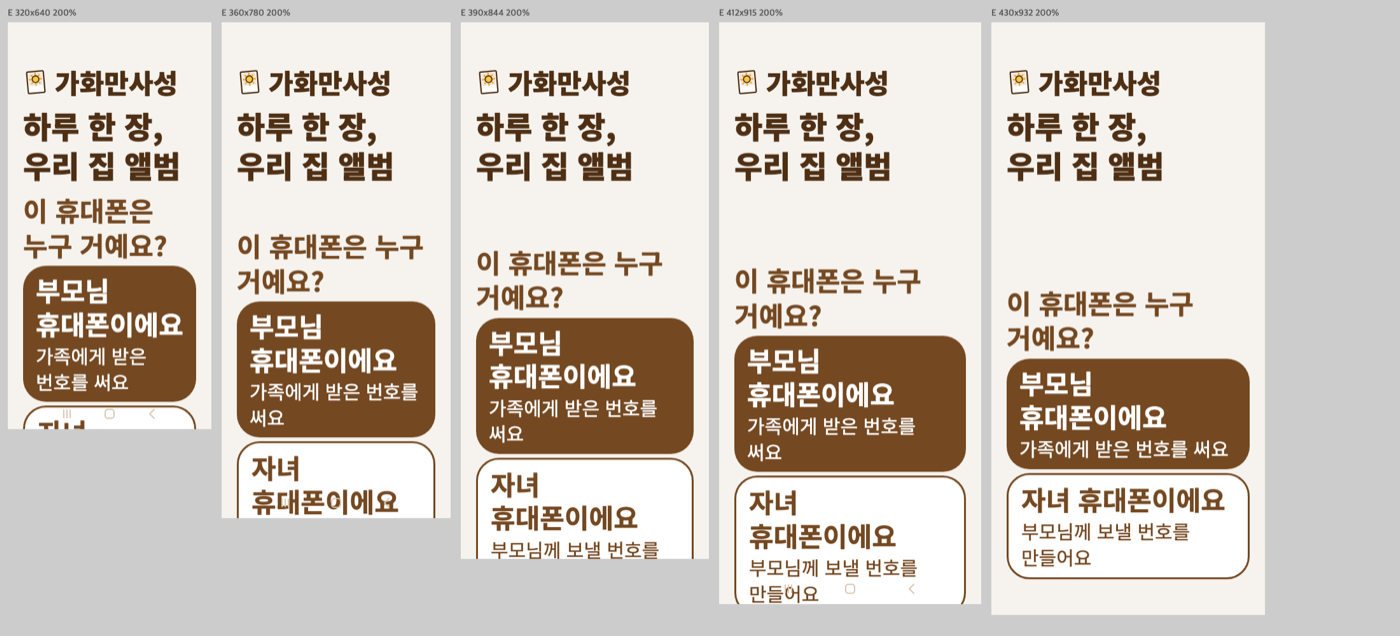 E 320x640 200%
가화만사성
하루 한 장,
우리 집 앨범
이 휴대폰은
누구 거예요?
부모님
휴대폰이에요
가족에게 받은
번호를 써요
자녀
E 360x780 200%
가화만사성
하루 한 장,
우리 집 앨범
이 휴대폰은 누구
거예요?
부모님
휴대폰이에요
가족에게 받은 번호를
써요
자녀
휴대폰이에요
E 390x844 200%
가화만사성
하루 한 장,
우리 집 앨범
이 휴대폰은 누구
거예요?
부모님
휴대폰이에요
가족에게 받은 번호를
써요
자녀
휴대폰이에요
부모님께 보낼 번호를
E 412x915 200%
가화만사성
하루 한 장,
우리 집 앨범
이 휴대폰은 누구
거예요?
부모님
휴대폰이에요
가족에게 받은 번호를
써요
자녀
휴대폰이에요
부모님께 보낼 번호를
만들어요
E 430x932 200%
가화만사성
하루 한 장,
우리 집 앨범
이 휴대폰은 누구
거예요?
부모님
휴대폰이에요
가족에게 받은 번호를 써요
자녀 휴대폰이에요
부모님께 보낼 번호를
만들어요